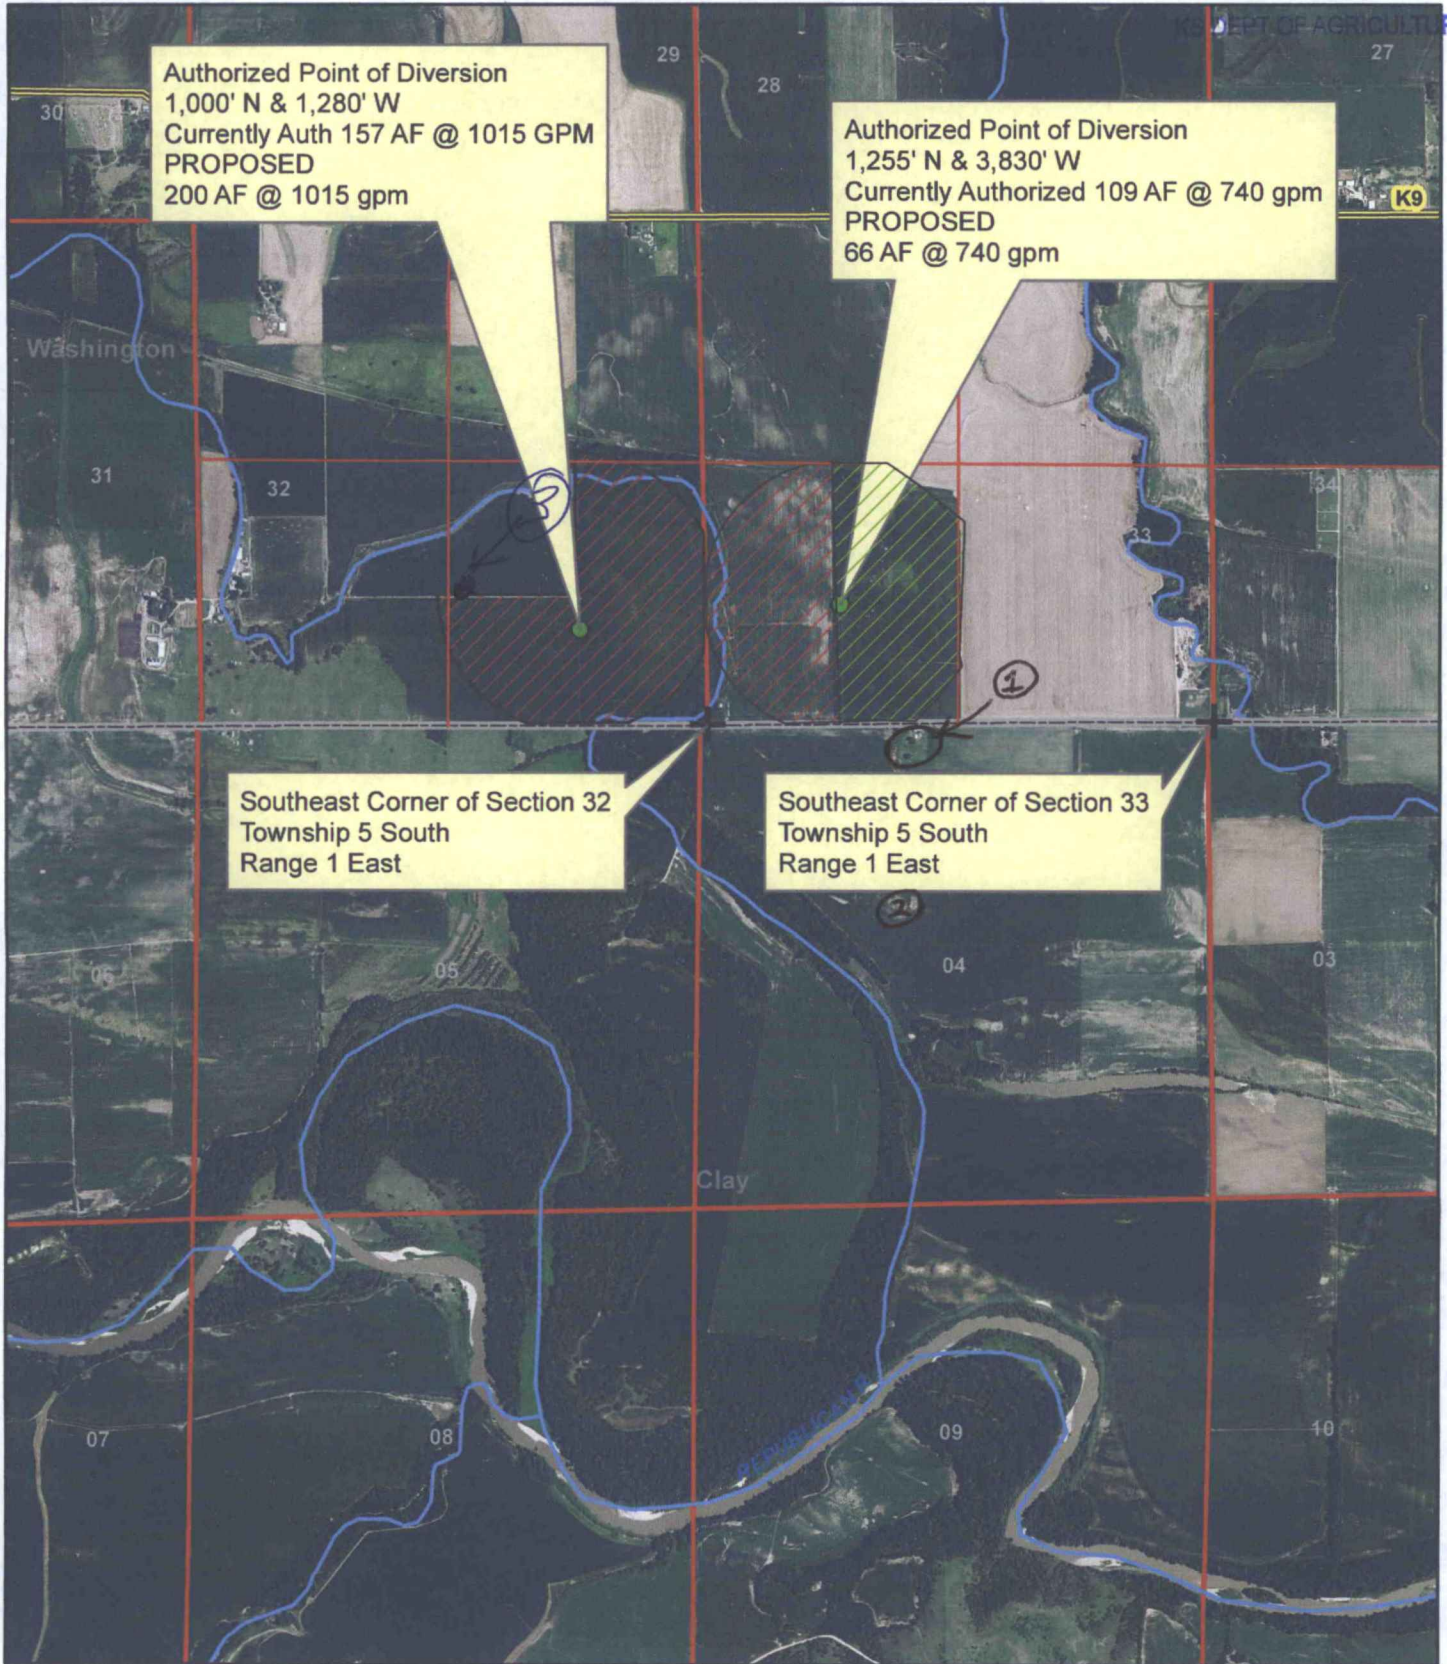 KS DEPT OF AGRICULTURE
29
27
28
30
Authorized Point of Diversion
1,000' N & 1,280' W
Currently Auth 157 AF @ 1015 GPM
PROPOSED
200 AF @ 1015 gpm
Authorized Point of Diversion
1,255' N & 3,830' W
Currently Authorized 109 AF @ 740 gpm
PROPOSED
66 AF @ 740 gpm
K9
Washington
31
32
3
34
33
1
Southeast Corner of Section 32
Township 5 South
Range 1 East
Southeast Corner of Section 33
Township 5 South
Range 1 East
2
06
05
04
03
Clay
REPUBLICAN R
07
08
09
10